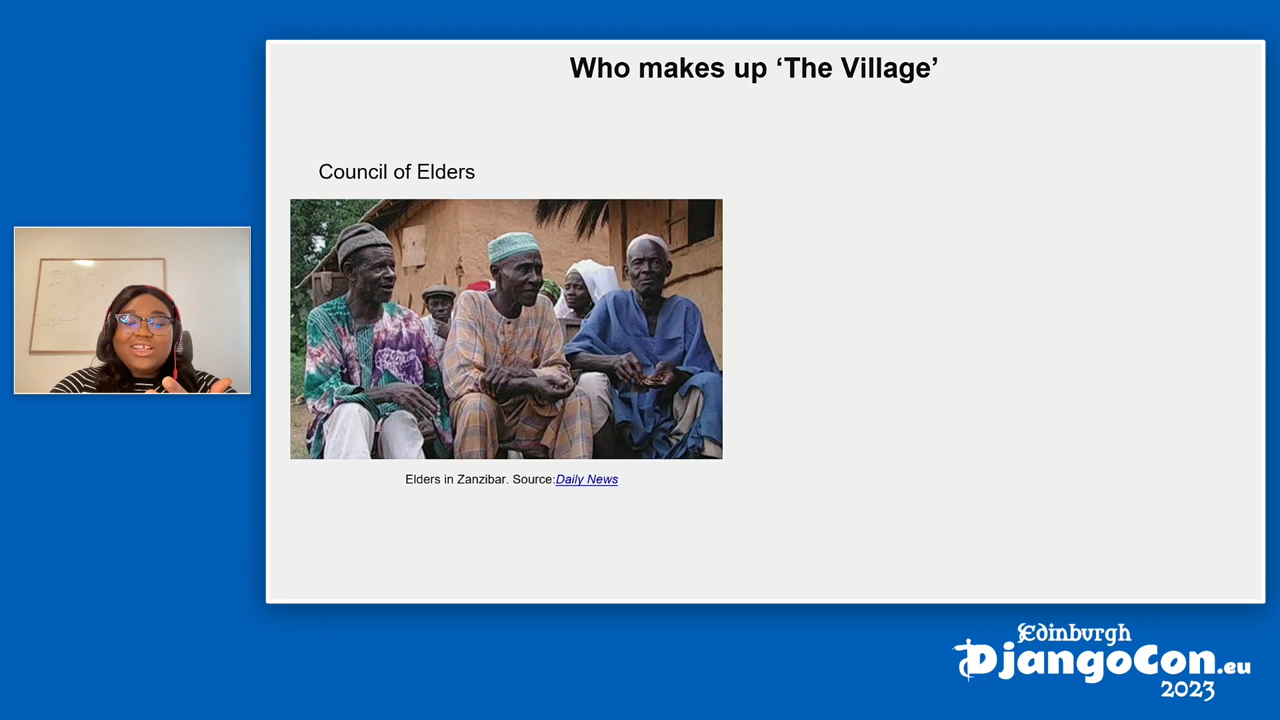 Who makes up ‘The Village’
Council of Elders
Elders in Zanzibar. Source:Daily News
Edinburgh
DjangoCon.eu
2023